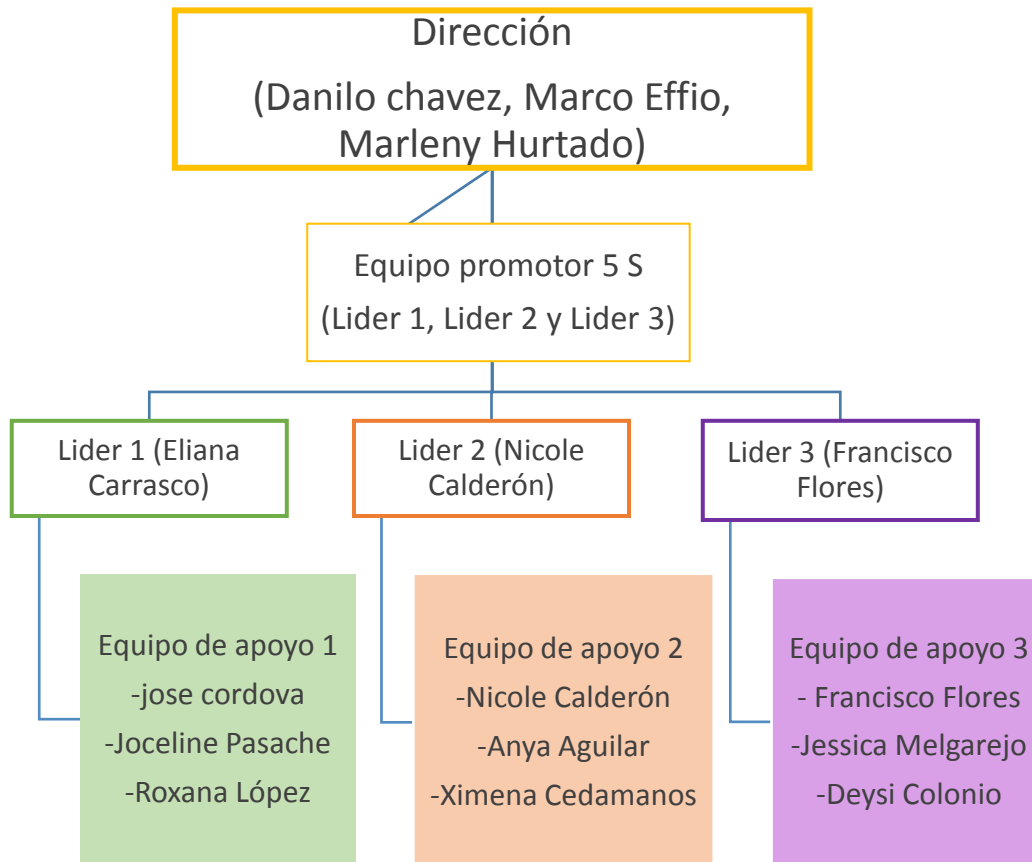 Dirección
(Danilo chavez, Marco Effio,
Marleny Hurtado)
Equipo promotor 5 S
(Lider 1, Lider 2 y Lider 3)
Lider 1 (Eliana
Carrasco)
Lider 2 (Nicole
Calderón)
Lider 3 (Francisco
Flores)
Equipo de apoyo 1
-jose cordova
-Joceline Pasache
-Roxana López
Equipo de apoyo 2
-Nicole Calderón
-Anya Aguilar
-Ximena Cedamanos
Equipo de apoyo 3
- Francisco Flores
-Jessica Melgarejo
-Deysi Colonio